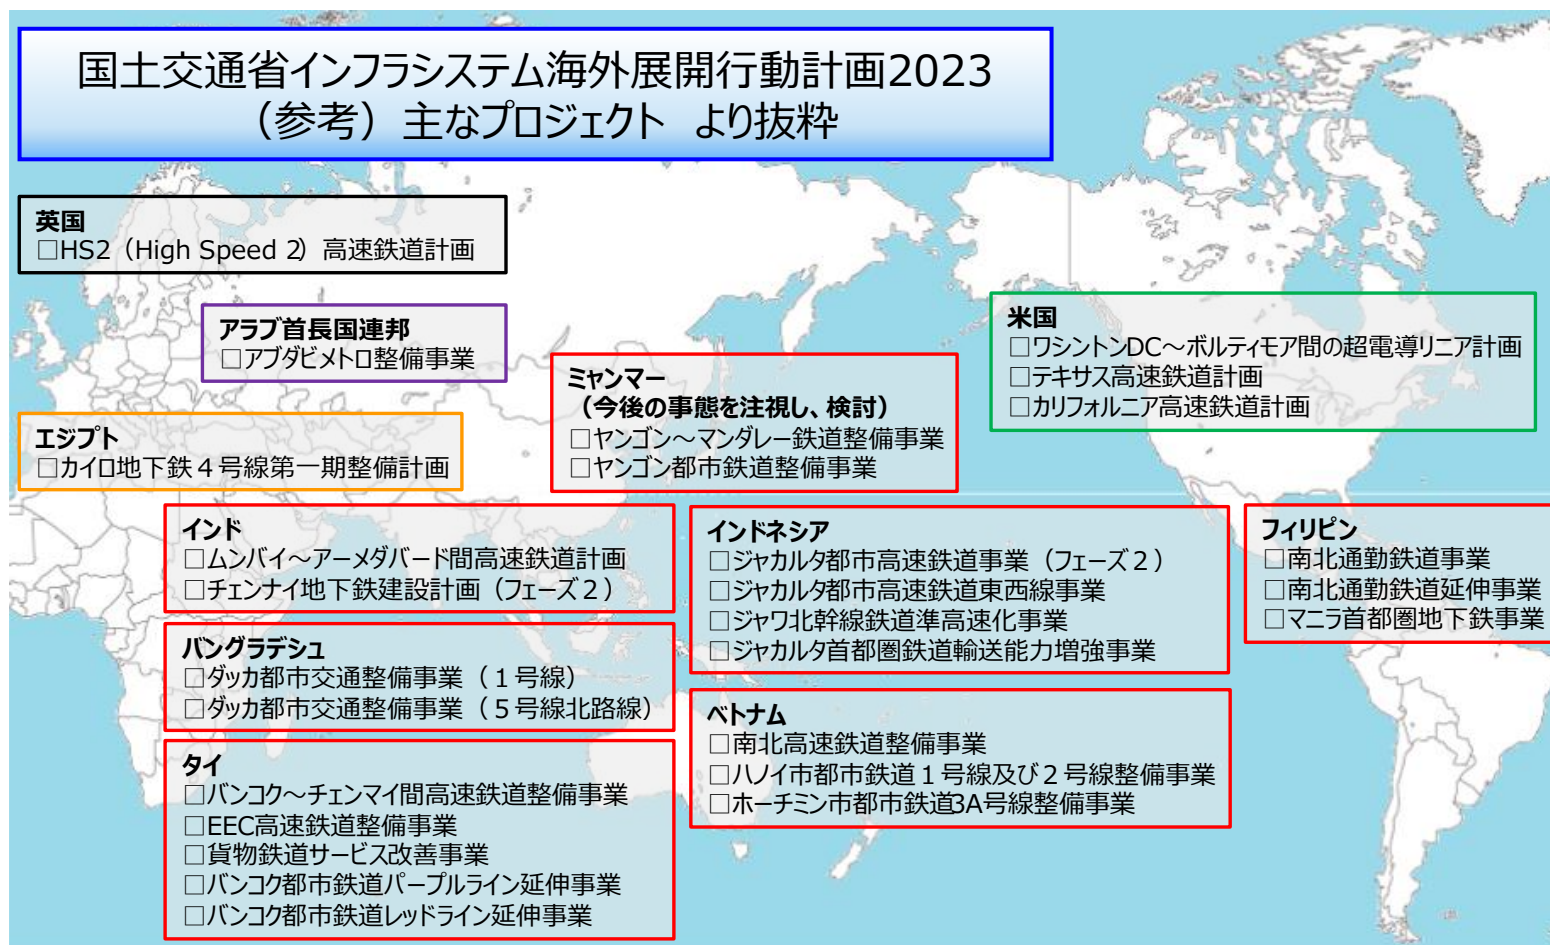 国土交通省インフラシステム海外展開行動計画2023
（参考）主なプロジェクト　より抜粋
英国
□HS2（High Speed 2）高速鉄道計画
アラブ首長国連邦
□アブダビメトロ整備事業
エジプト
□カイロ地下鉄４号線第一期整備計画
ミャンマー
（今後の事態を注視し、検討）
□ヤンゴン～マンダレー鉄道整備事業
□ヤンゴン都市鉄道整備事業
米国
□ワシントンDC～ボルティモア間の超電導リニア計画
□テキサス高速鉄道計画
□カリフォルニア高速鉄道計画
インド
□ムンバイ～アーメダバード間高速鉄道計画
□チェンナイ地下鉄建設計画（フェーズ２）
バングラデシュ
□ダッカ都市交通整備事業（１号線）
□ダッカ都市交通整備事業（５号線北路線）
タイ
□バンコク～チェンマイ間高速鉄道整備事業
□EEC高速鉄道整備事業
□貨物鉄道サービス改善事業
□バンコク都市鉄道パープルライン延伸事業
□バンコク都市鉄道レッドライン延伸事業
インドネシア
□ジャカルタ都市高速鉄道事業（フェーズ２）
□ジャカルタ都市高速鉄道東西線事業
□ジャワ北幹線鉄道準高速化事業
□ジャカルタ首都圏鉄道輸送能力増強事業
ベトナム
□南北高速鉄道整備事業
□ハノイ市都市鉄道１号線及び２号線整備事業
□ホーチミン市都市鉄道3A号線整備事業
フィリピン
□南北通勤鉄道事業
□南北通勤鉄道延伸事業
□マニラ首都圏地下鉄事業